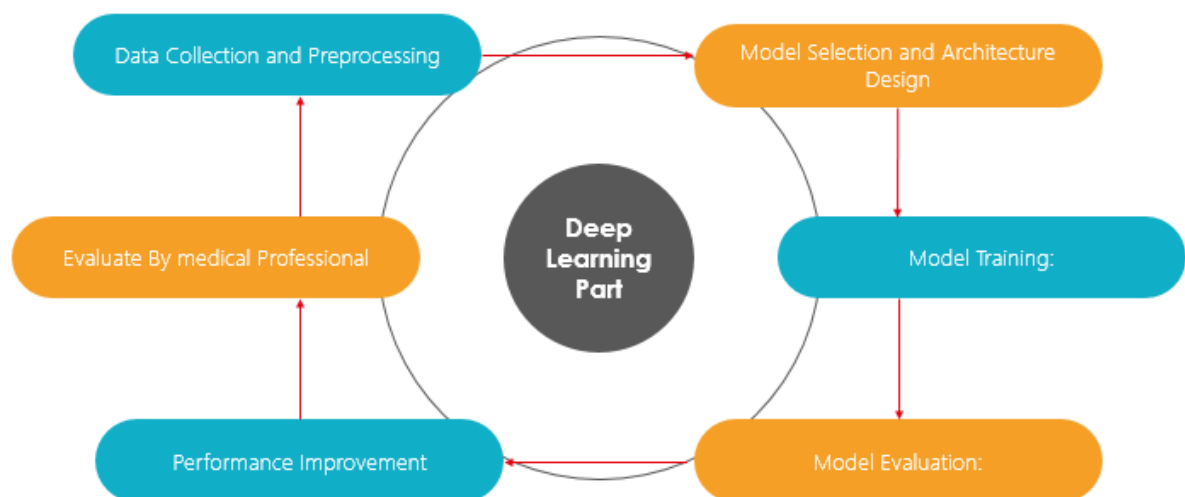 Data Collection and Preprocessing
Model Selection and Architecture
Design
Deep
Learning
Part
Evaluate By medical Professional
Model Training:
Performance Improvement
Model Evaluation: